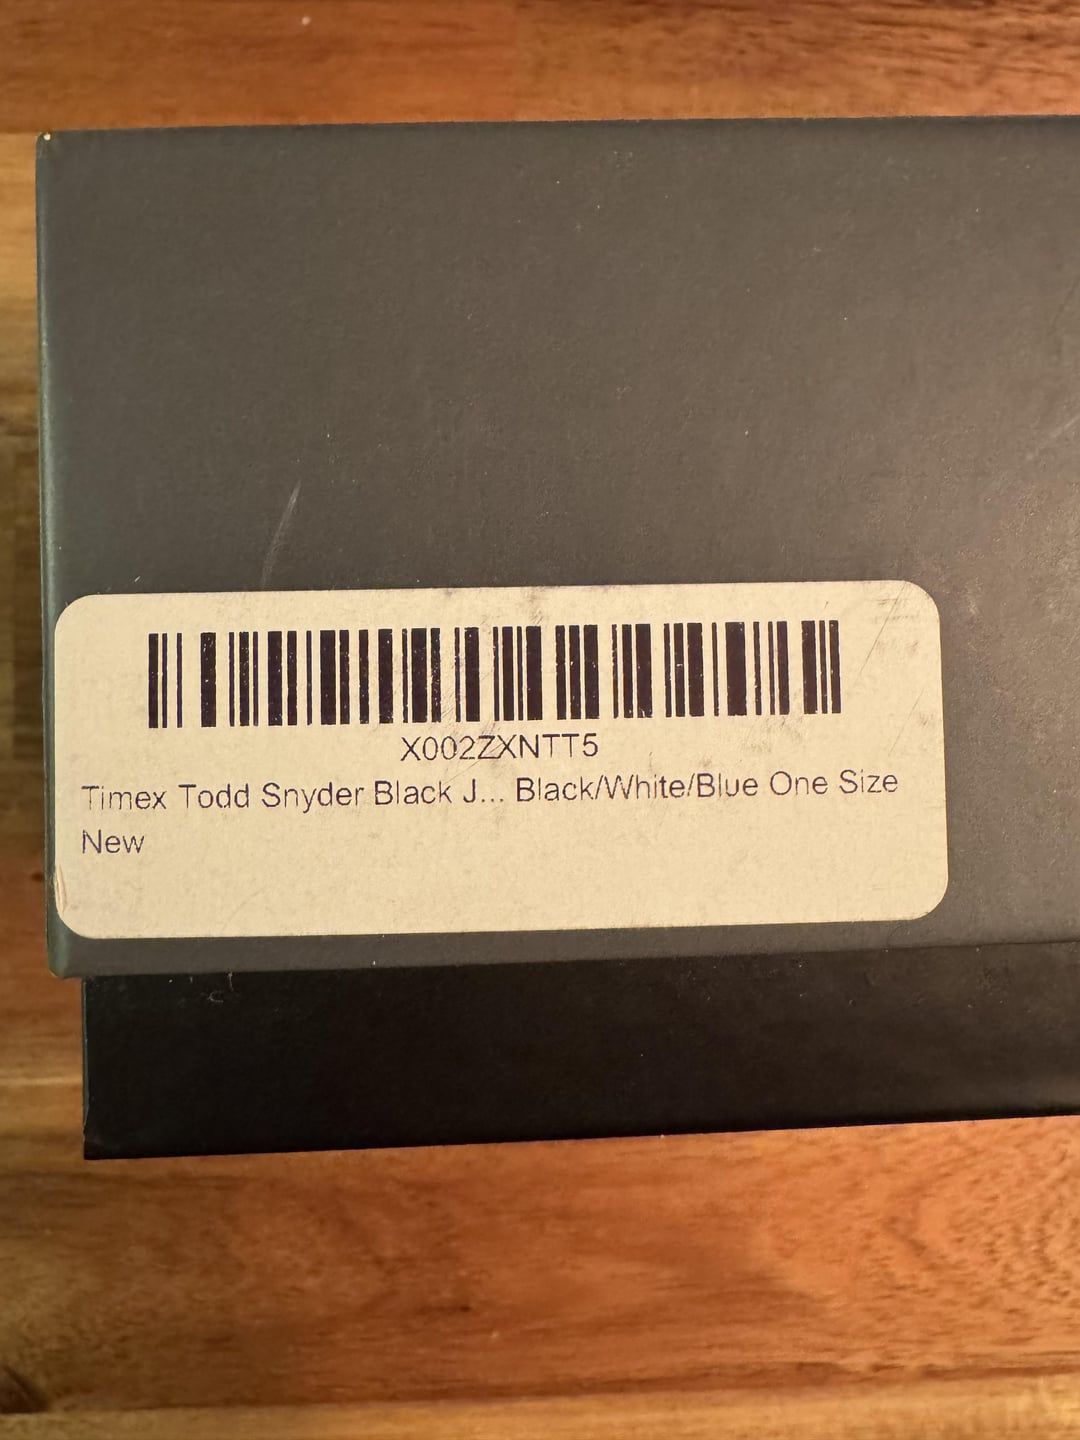 X002ZXNTT5
Timex Todd Snyder Black J... Black/White/Blue One Size
New